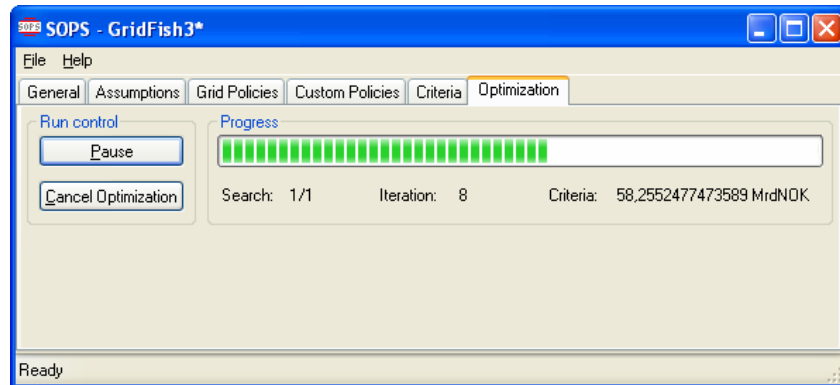 SOPS SOPS - GridFish3*
File Help
General Assumptions Grid Policies Custom Policies Criteria Optimization
Run control Progress
Pause
Cancel Optimization Search: 1/1 Iteration: 8 Criteria: 58,2552477473589 MrdNOK
Ready